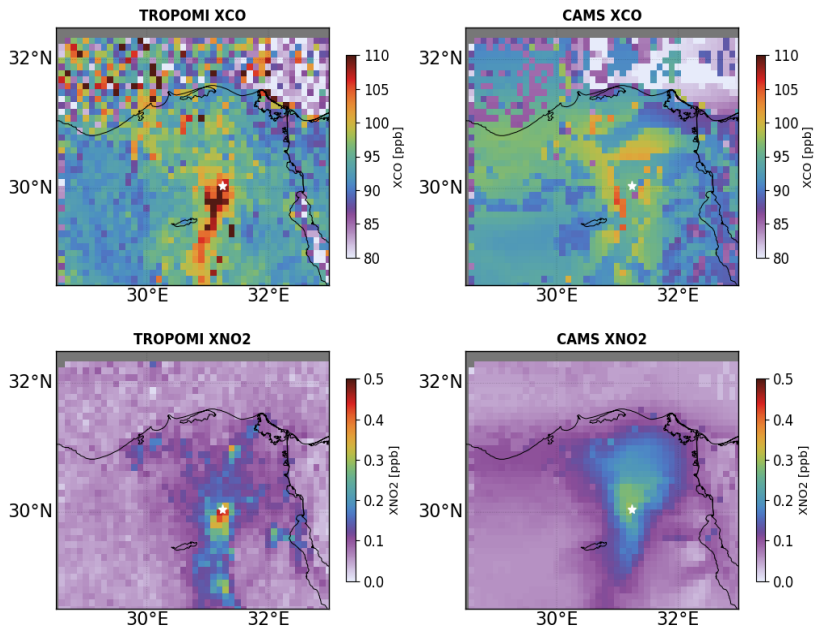 TROPOMI XCO
CAMS XCO
32°N
30°N
30°E
32°E
110
105
100
95
90
85
80
XCO [ppb]
32°N
30°N
30°E
32°E
110
105
100
95
90
85
80
XCO [ppb]
TROPOMI XNO2
CAMS XNO2
32°N
30°N
30°E
32°E
0.5
0.4
0.3
0.2
0.1
0.0
XNO2 [ppb]
32°N
30°N
30°E
32°E
0.5
0.4
0.3
0.2
0.1
0.0
XNO2 [ppb]